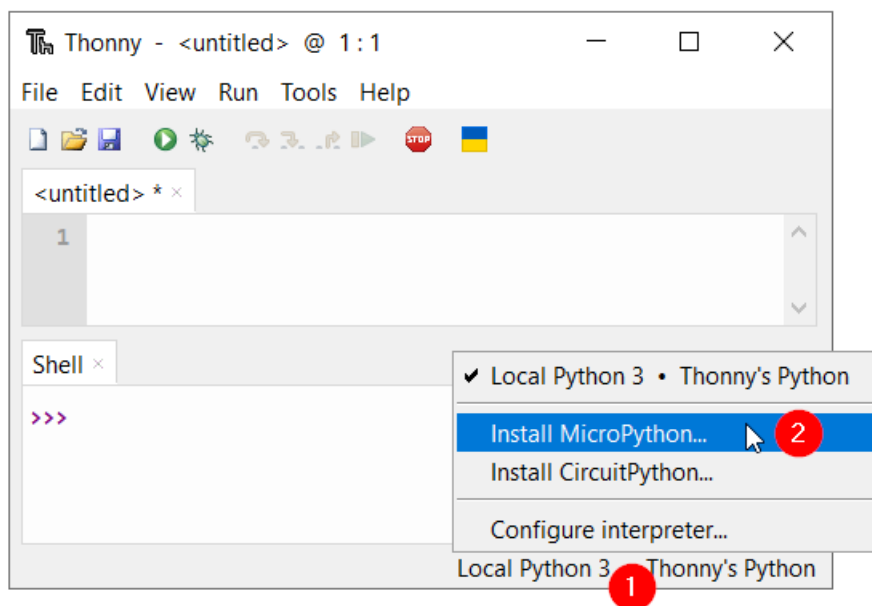 Thonny - <untitled> @ 1:1
File Edit View Run Tools Help
STOP
<untitled> *
1
Shell
>>>
✔ Local Python 3 • Thonny's Python
Install MicroPython...
2
Install CircuitPython...
Configure interpreter...
Local Python 3 Thonny's Python
1